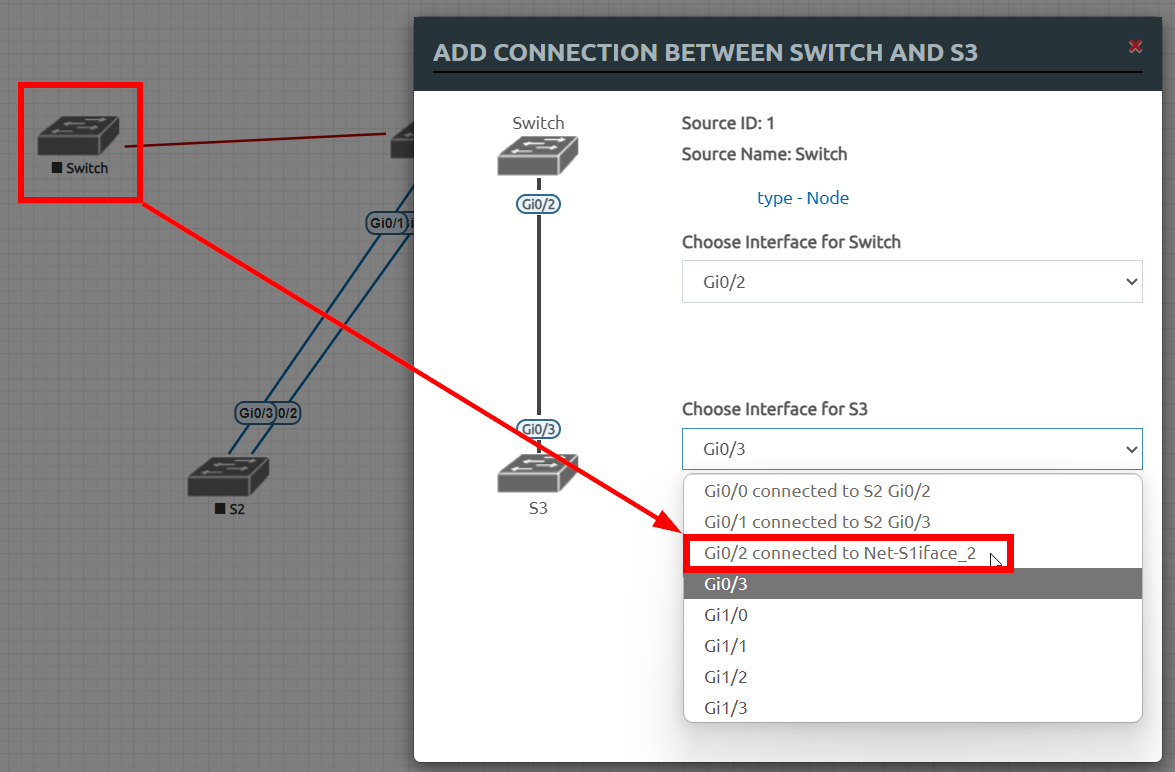 ADD CONNECTION BETWEEN SWITCH AND S3
Switch
Gi0/1
Gi0/3
0/2
S2
Switch
Gi0/2
Gi0/3
S3
Source ID: 1
Source Name: Switch
type - Node
Choose Interface for Switch
Gi0/2
Choose Interface for S3
Gi0/3
Gi0/0 connected to S2 Gi0/2
Gi0/1 connected to S2 Gi0/3
Gi0/2 connected to Net-S1iface_2
Gi0/3
Gi1/0
Gi1/1
Gi1/2
Gi1/3